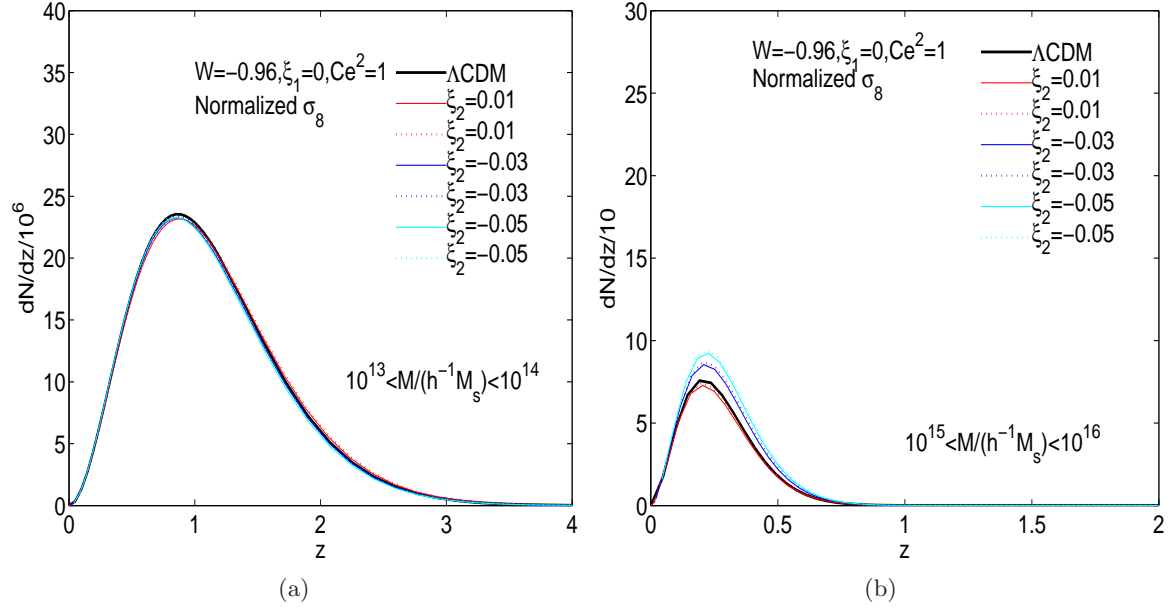 40
35
30
25
20
15
10
5
0
dN/dz/10^6
W=−0.96,ξ_1=0,Ce^2=1
Normalized σ_8
ΛCDM
ξ_2=0.01
ξ_2=0.01
ξ_2=−0.03
ξ_2=−0.03
ξ_2=−0.05
ξ_2=−0.05
10^13<M/(h^−1M_s)<10^14
0 1 2 3 4
z
(a)
30
25
20
15
10
5
0
dN/dz/10
W=−0.96,ξ_1=0,Ce^2=1
Normalized σ_8
ΛCDM
ξ_2=0.01
ξ_2=0.01
ξ_2=−0.03
ξ_2=−0.03
ξ_2=−0.05
ξ_2=−0.05
10^15<M/(h^−1M_s)<10^16
0 0.5 1 1.5 2
z
(b)